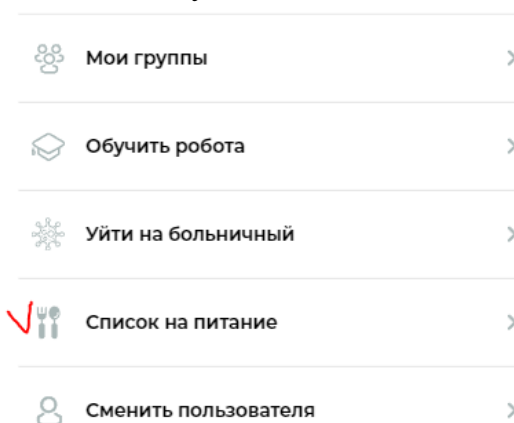 Мои группы
Обучить робота
Уйти на больничный
Список на питание
Сменить пользователя